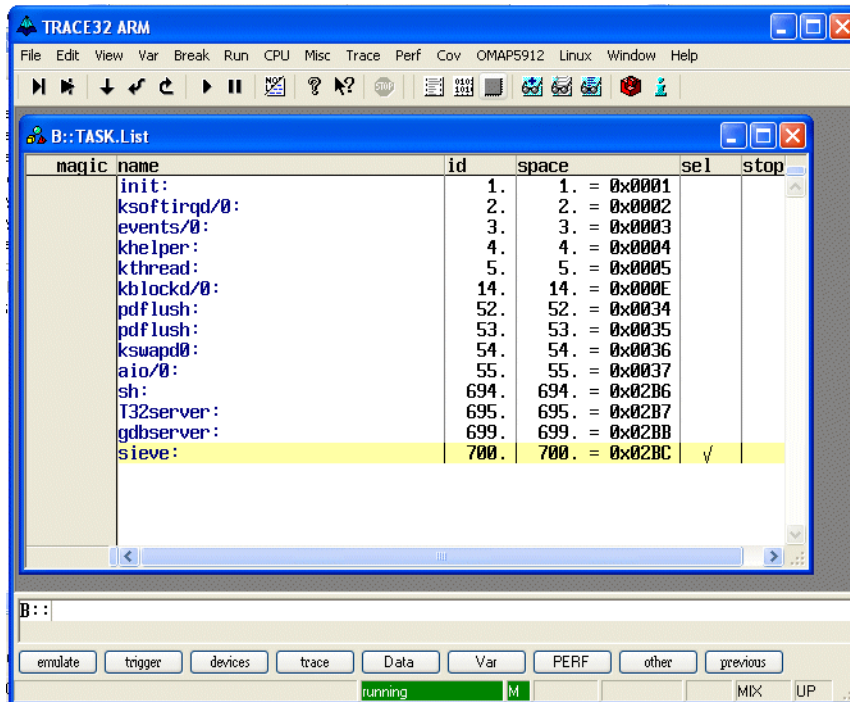 TRACE32 ARM
File Edit View Var Break Run CPU Misc Trace Perf Cov OMAP5912 Linux Window Help
STOP
B::TASK.List
magic name id space sel stop
init: 1. 1. = 0x0001
ksoftirqd/0: 2. 2. = 0x0002
events/0: 3. 3. = 0x0003
khelper: 4. 4. = 0x0004
kthread: 5. 5. = 0x0005
kblockd/0: 14. 14. = 0x000E
pdflush: 52. 52. = 0x0034
pdflush: 53. 53. = 0x0035
kswapd0: 54. 54. = 0x0036
aio/0: 55. 55. = 0x0037
sh: 694. 694. = 0x02B6
T32server: 695. 695. = 0x02B7
gdbserver: 699. 699. = 0x02BB
sieve: 700. 700. = 0x02BC √
B::
emulate trigger devices trace Data Var PERF other previous
running M MIX UP